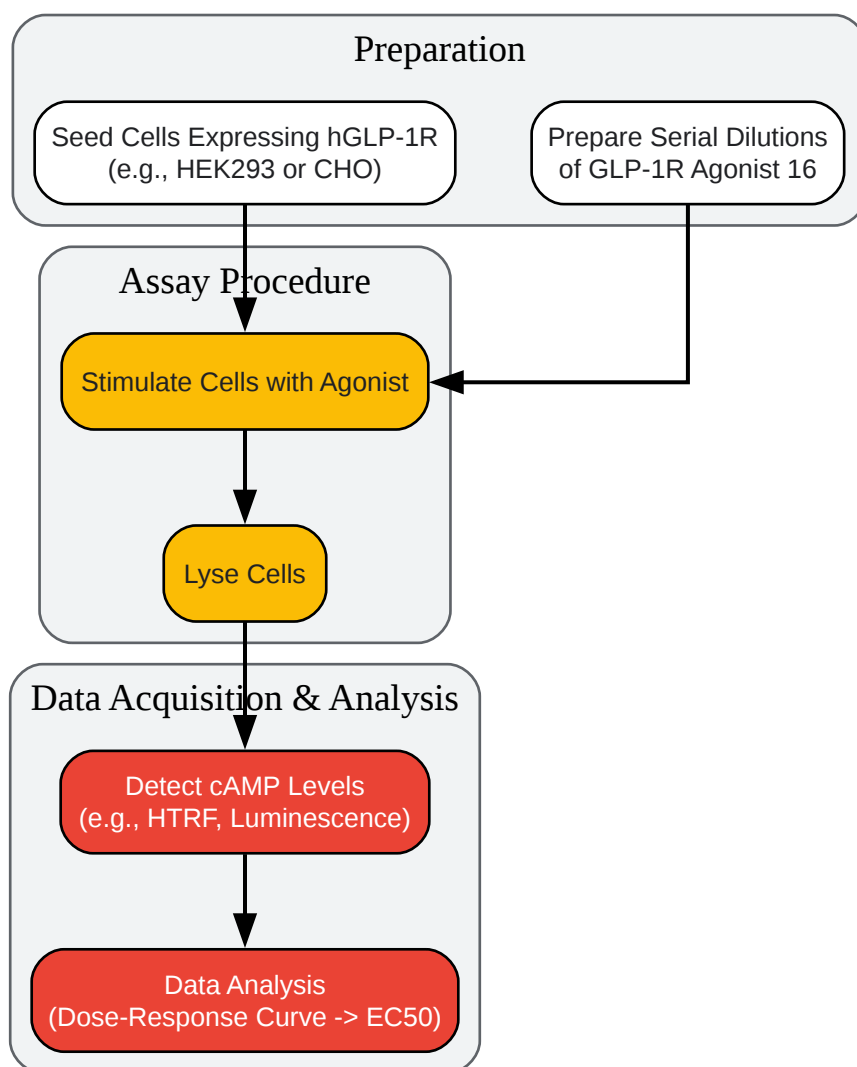 Preparation
Seed Cells Expressing hGLP-1R
(e.g., HEK293 or CHO)
Prepare Serial Dilutions
of GLP-1R Agonist 16
Assay Procedure
Stimulate Cells with Agonist
Lyse Cells
Data Acquisition & Analysis
Detect cAMP Levels
(e.g., HTRF, Luminescence)
Data Analysis
(Dose-Response Curve -> EC50)